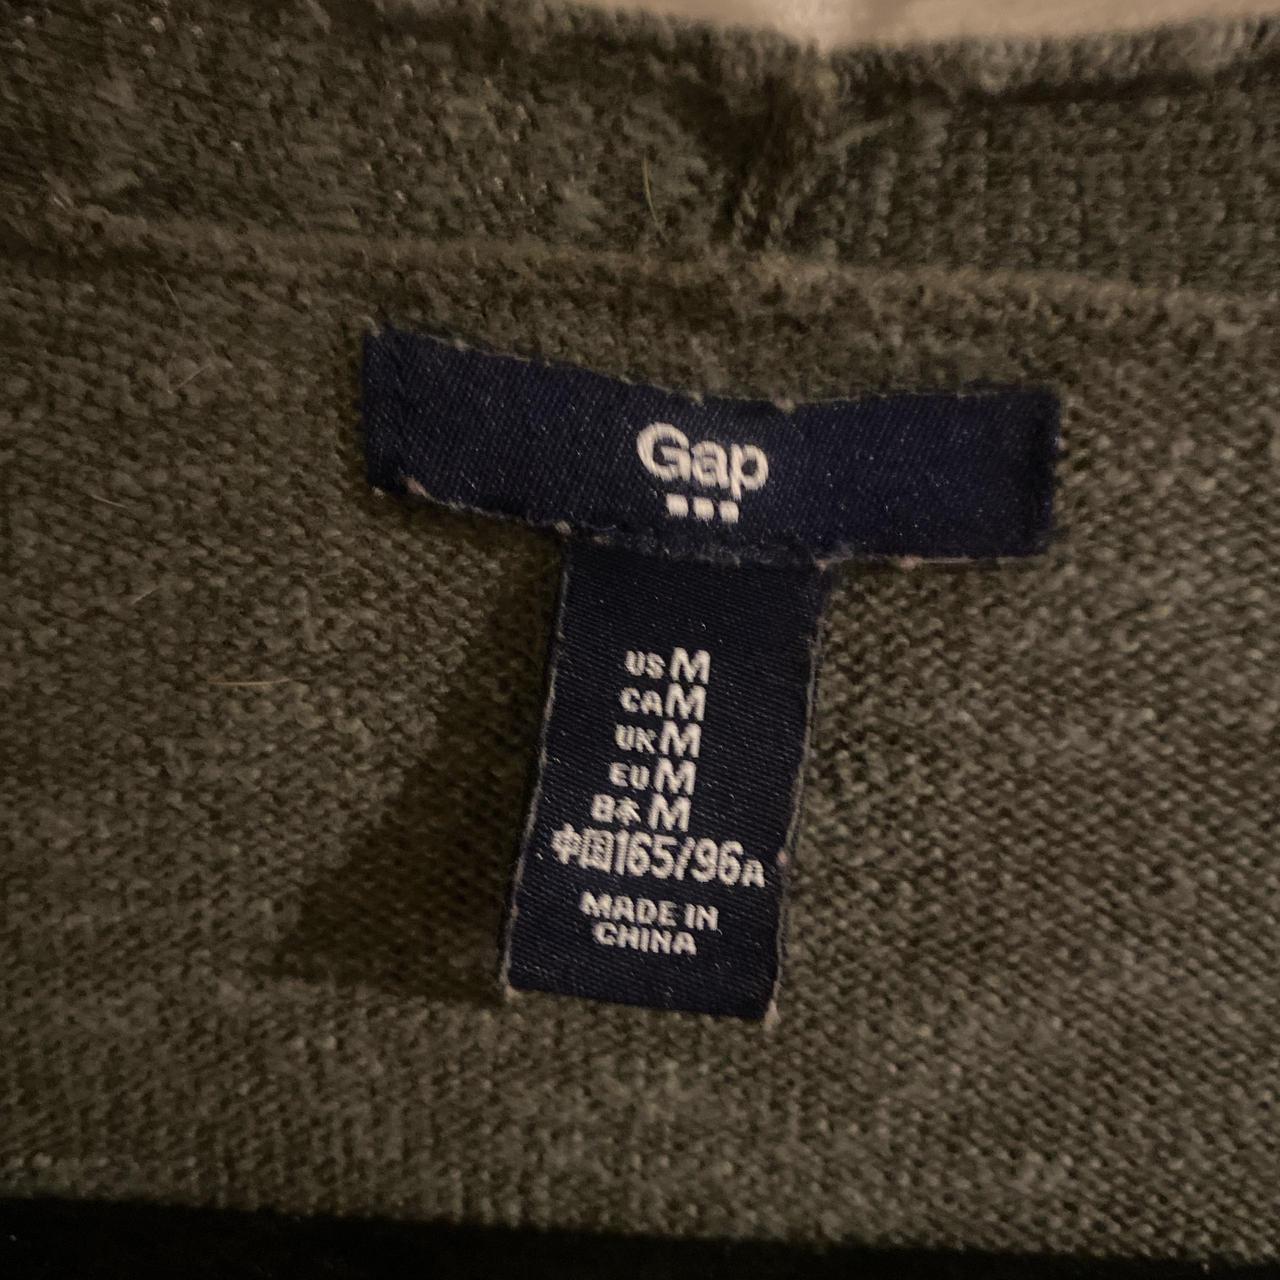 Gap
US M
CA M
UK M
EU M
日本 M
中国165/96A
MADE IN
CHINA